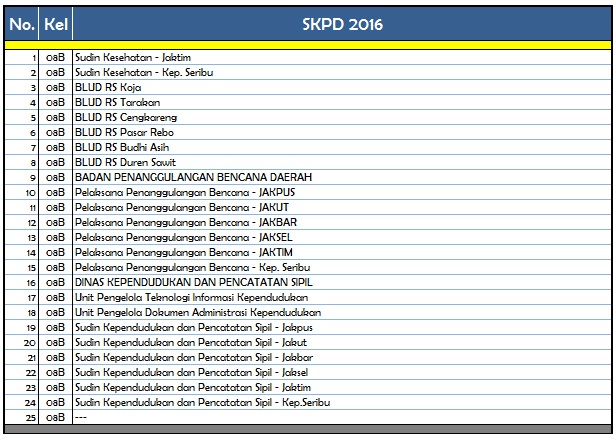 No. Kel SKPD 2016
1 08B Sudin Kesehatan - Jaktim
2 08B Sudin Kesehatan - Kep. Seribu
3 08B BLUD RS Koja
4 08B BLUD RS Tarakan
5 08B BLUD RS Cengkareng
6 08B BLUD RS Pasar Rebo
7 08B BLUD RS Budhi Asih
8 08B BLUD RS Duren Sawit
9 08B BADAN PENANGGULANGAN BENCANA DAERAH
10 08B Pelaksana Penanggulangan Bencana - JAKPUS
11 08B Pelaksana Penanggulangan Bencana - JAKUT
12 08B Pelaksana Penanggulangan Bencana - JAKBAR
13 08B Pelaksana Penanggulangan Bencana - JAKSEL
14 08B Pelaksana Penanggulangan Bencana - JAKTIM
15 08B Pelaksana Penanggulangan Bencana - Kep. Seribu
16 08B DINAS KEPENDUDUKAN DAN PENCATATAN SIPIL
17 08B Unit Pengelola Teknologi Informasi Kependudukan
18 08B Unit Pengelola Dokumen Administrasi Kependudukan
19 08B Sudin Kependudukan dan Pencatatan Sipil - Jakpus
20 08B Sudin Kependudukan dan Pencatatan Sipil - Jakut
21 08B Sudin Kependudukan dan Pencatatan Sipil - Jakbar
22 08B Sudin Kependudukan dan Pencatatan Sipil - Jaksel
23 08B Sudin Kependudukan dan Pencatatan Sipil - Jaktim
24 08B Sudin Kependudukan dan Pencatatan Sipil - Kep.Seribu
25 08B ---